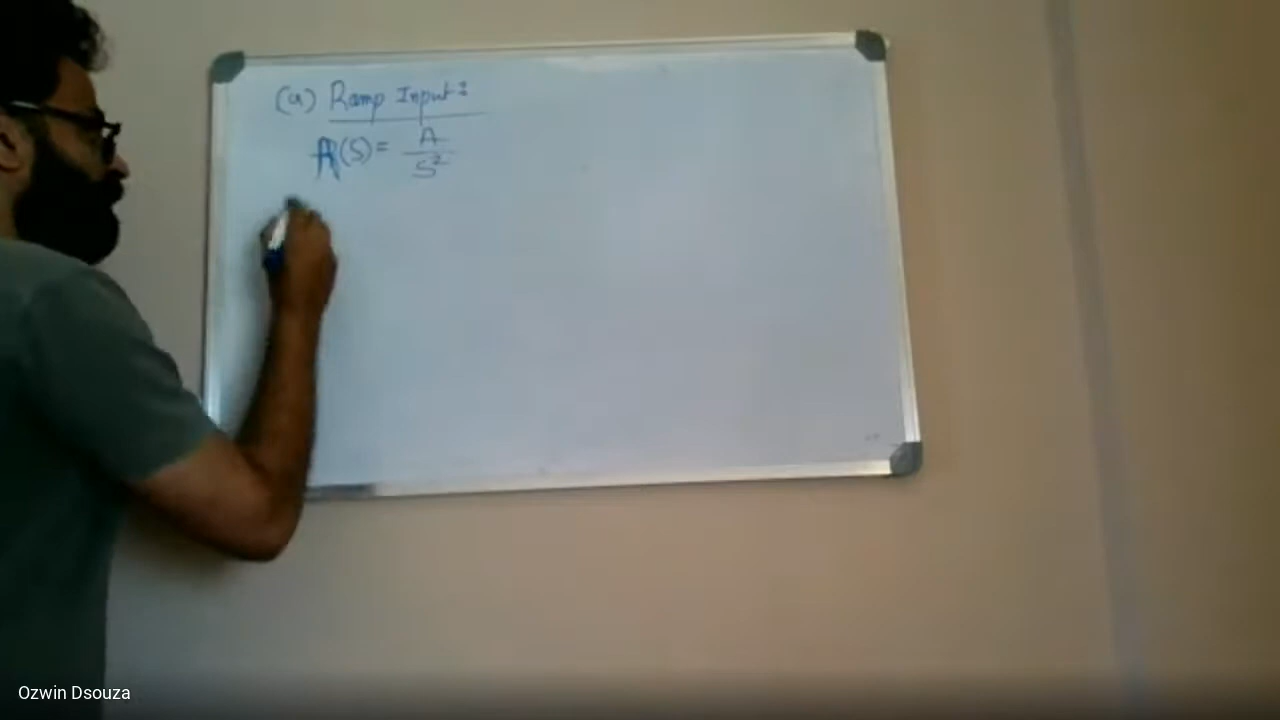 (a) Ramp Input:
R(S) = A/S²
Ozwin Dsouza